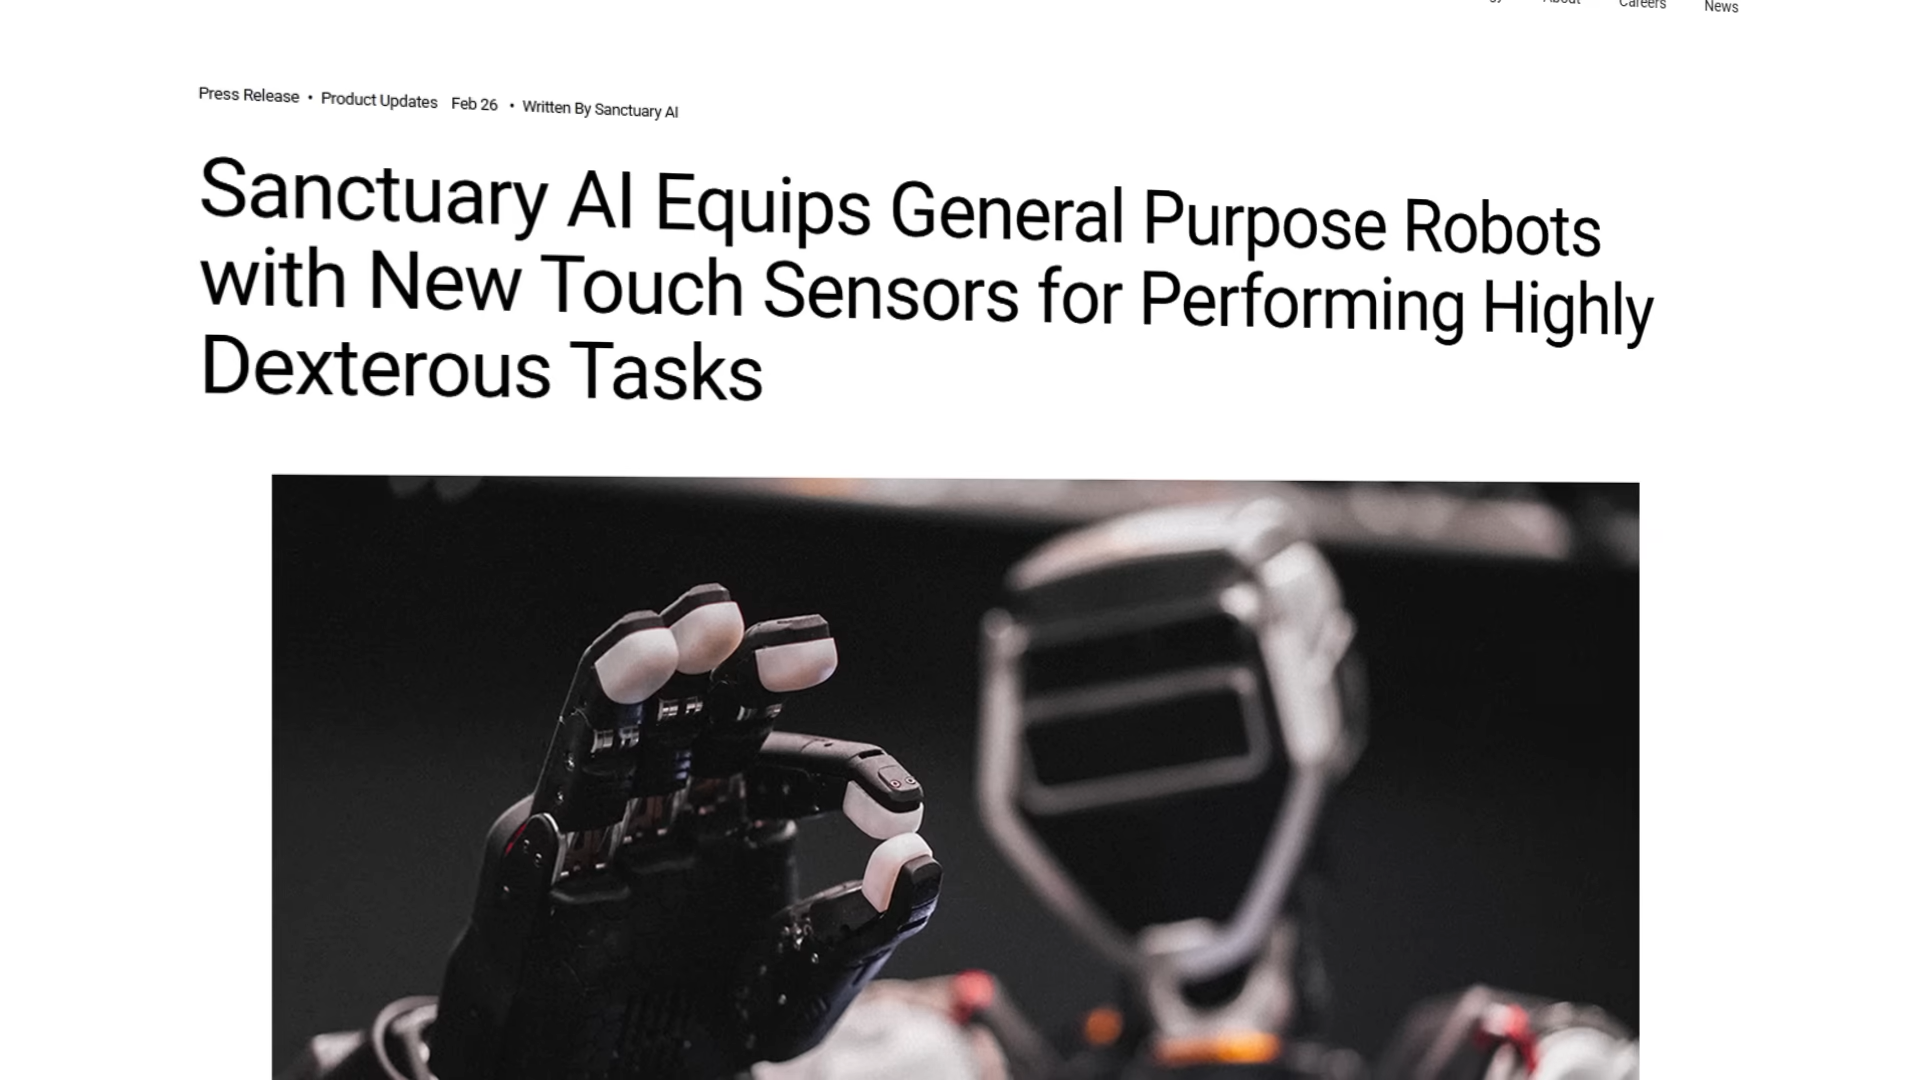 About
Careers
News
Press Release • Product Updates Feb 26 • Written By Sanctuary AI
Sanctuary AI Equips General Purpose Robots
with New Touch Sensors for Performing Highly
Dexterous Tasks